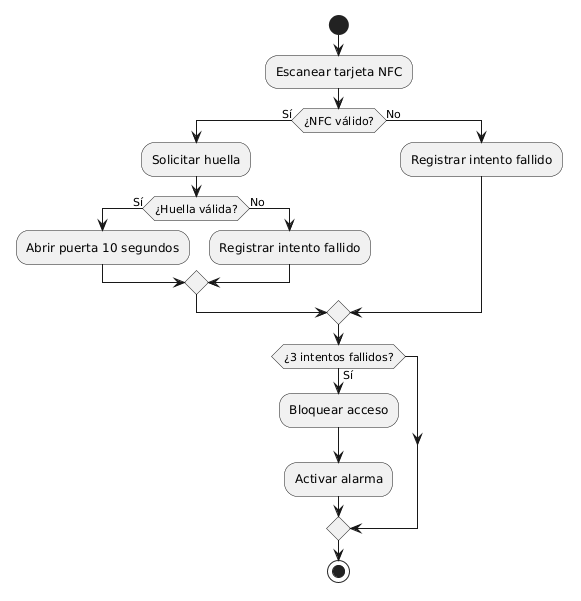 Escanear tarjeta NFC
Sí
¿NFC válido?
No
Solicitar huella
Registrar intento fallido
Sí
¿Huella válida?
No
Abrir puerta 10 segundos
Registrar intento fallido
¿3 intentos fallidos?
Sí
Bloquear acceso
Activar alarma